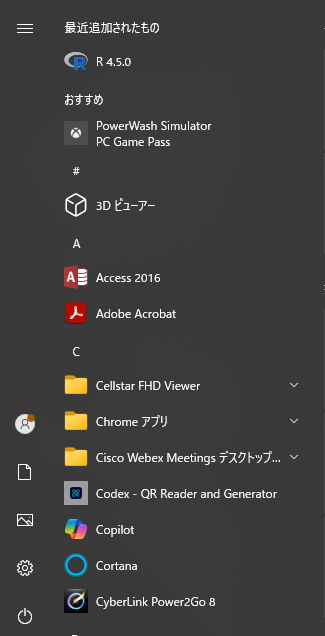 最近追加されたもの
R 4.5.0
おすすめ
PowerWash Simulator
PC Game Pass
#
3D ビューアー
A
Access 2016
Adobe Acrobat
C
Cellstar FHD Viewer
Chrome アプリ
Cisco Webex Meetings デスクトップ...
Codex - QR Reader and Generator
Copilot
Cortana
CyberLink Power2Go 8